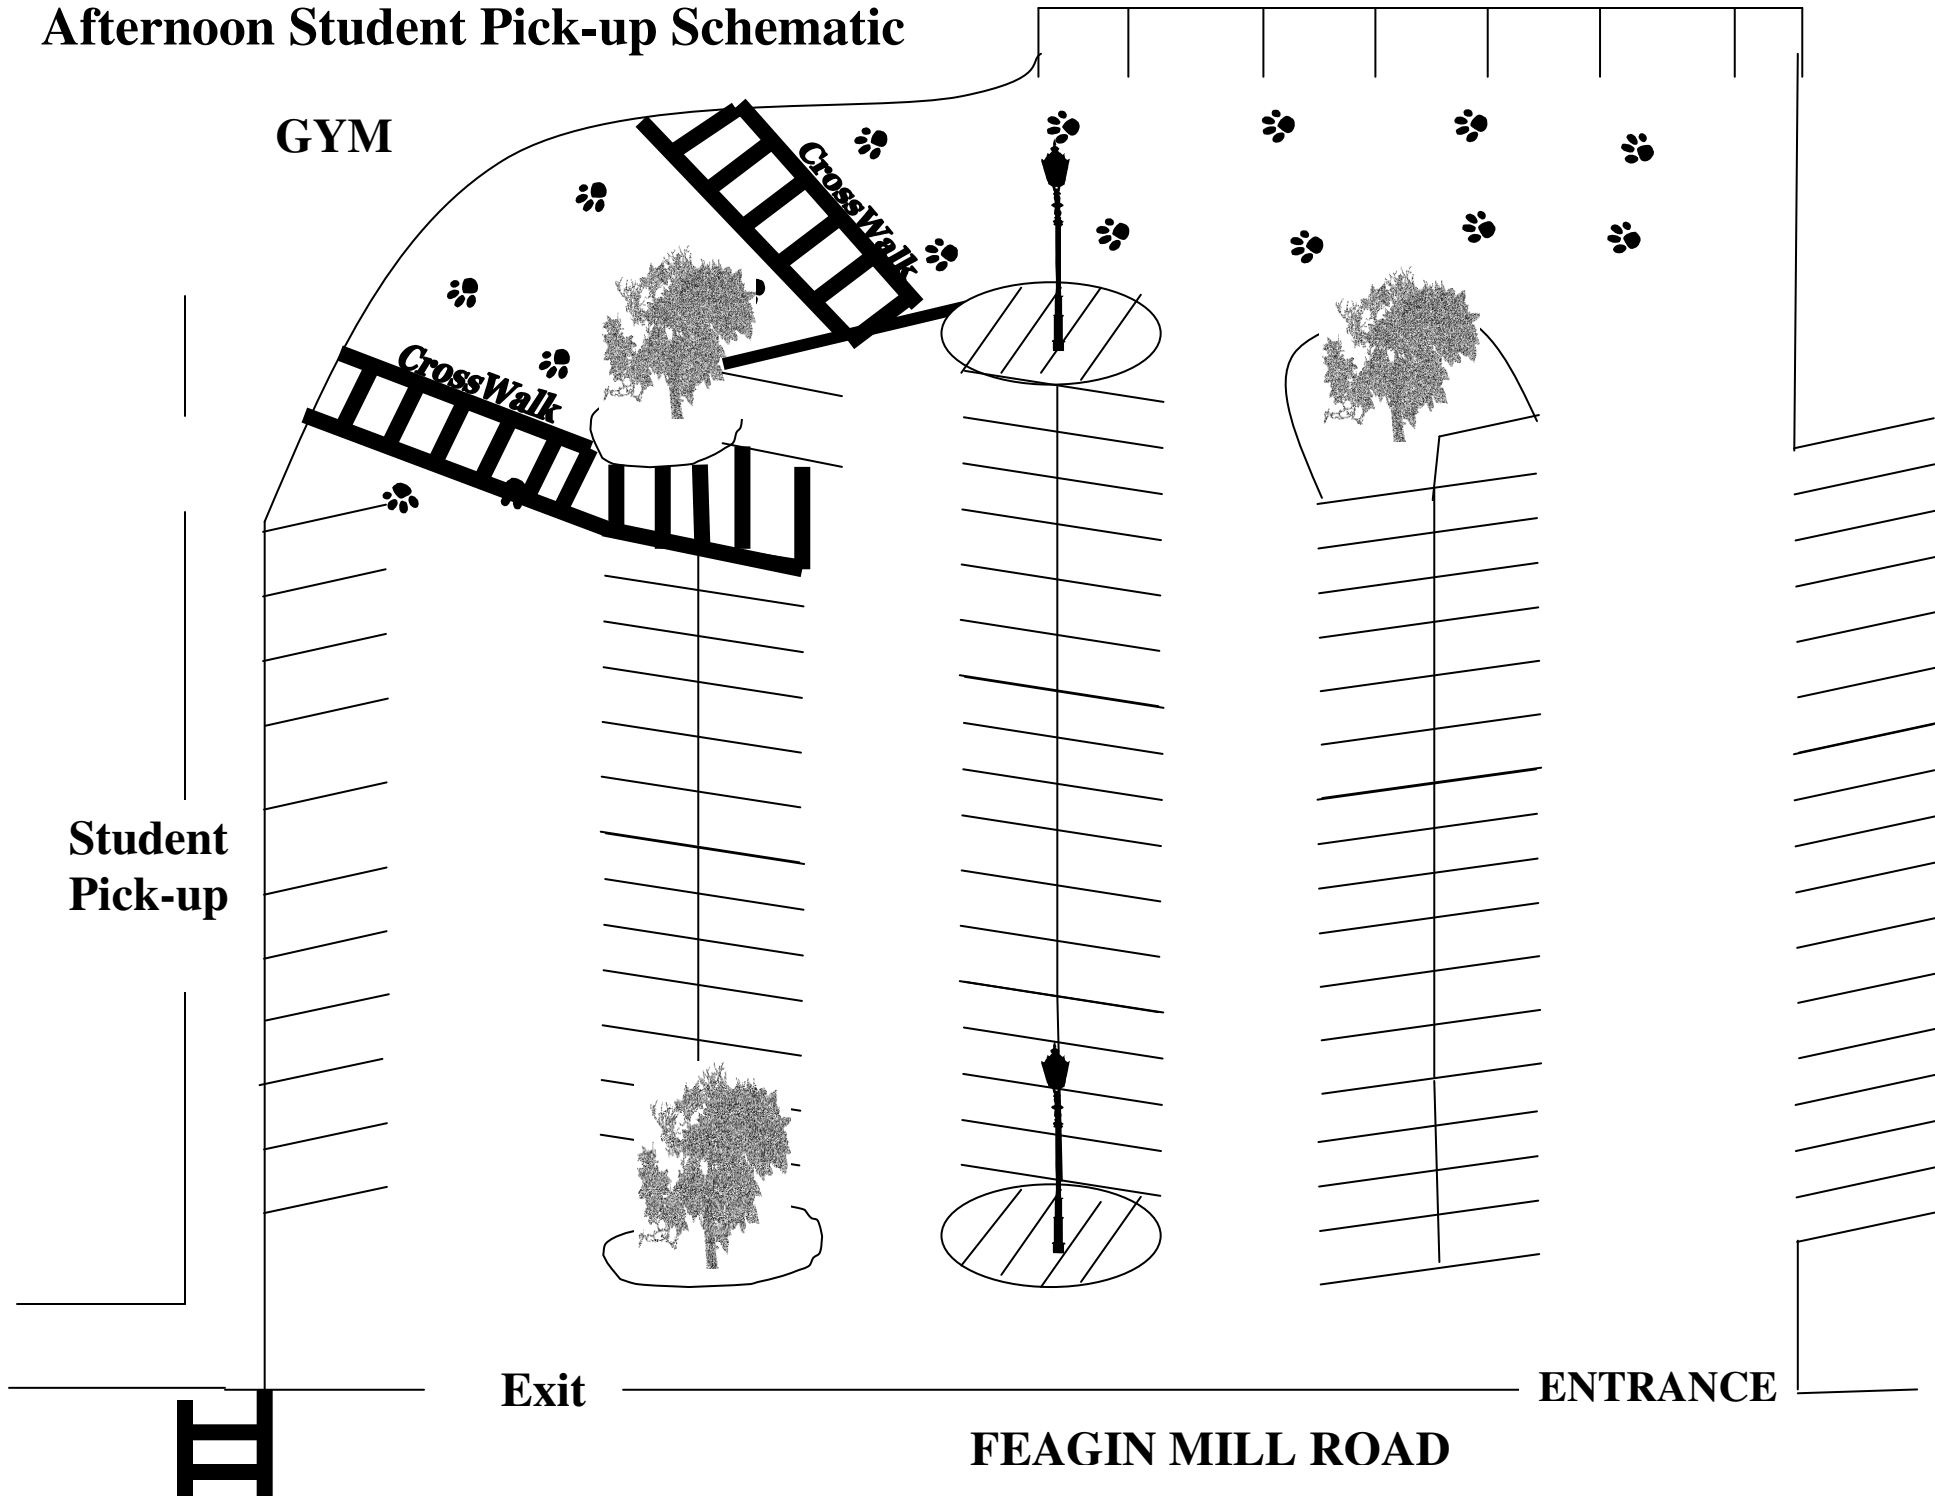 Afternoon Student Pick-up Schematic
GYM
CrossWalk
CrossWalk
Student
Pick-up
Exit
ENTRANCE
FEAGIN MILL ROAD